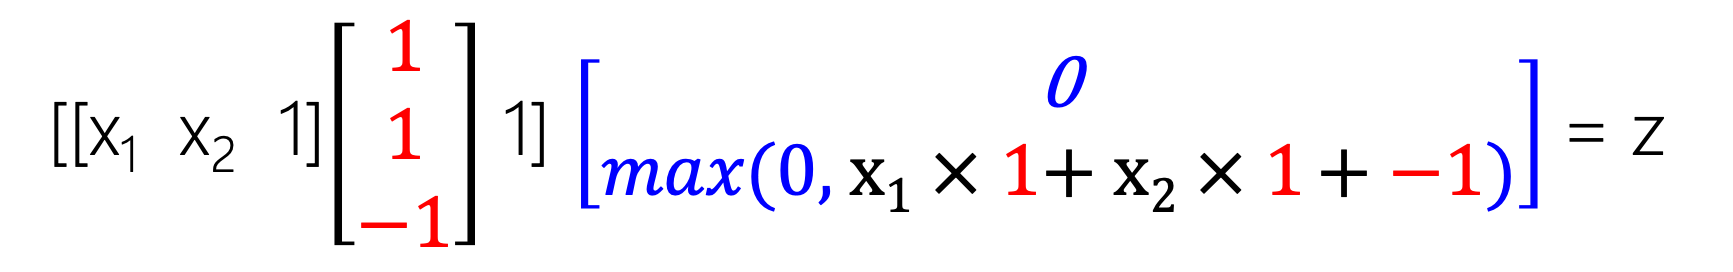 [[x₁ x₂ 1] [1 1 −1] 1] [0 max(0, x₁ × 1 + x₂ × 1 + −1)] = z